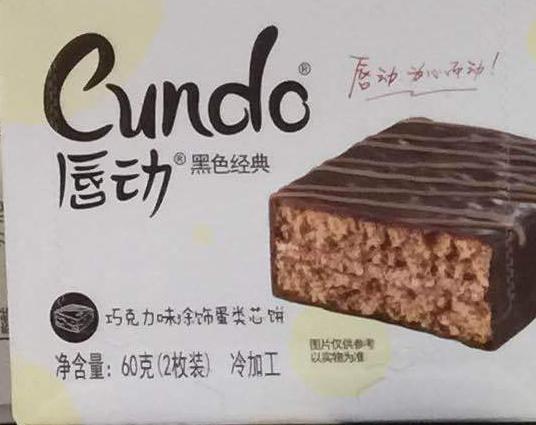 Cundo®
唇动 为心而动!
唇动®黑色经典
巧克力味涂饰蛋类芯饼
净含量：60克(2枚装) 冷加工
图片仅供参考
以实物为准